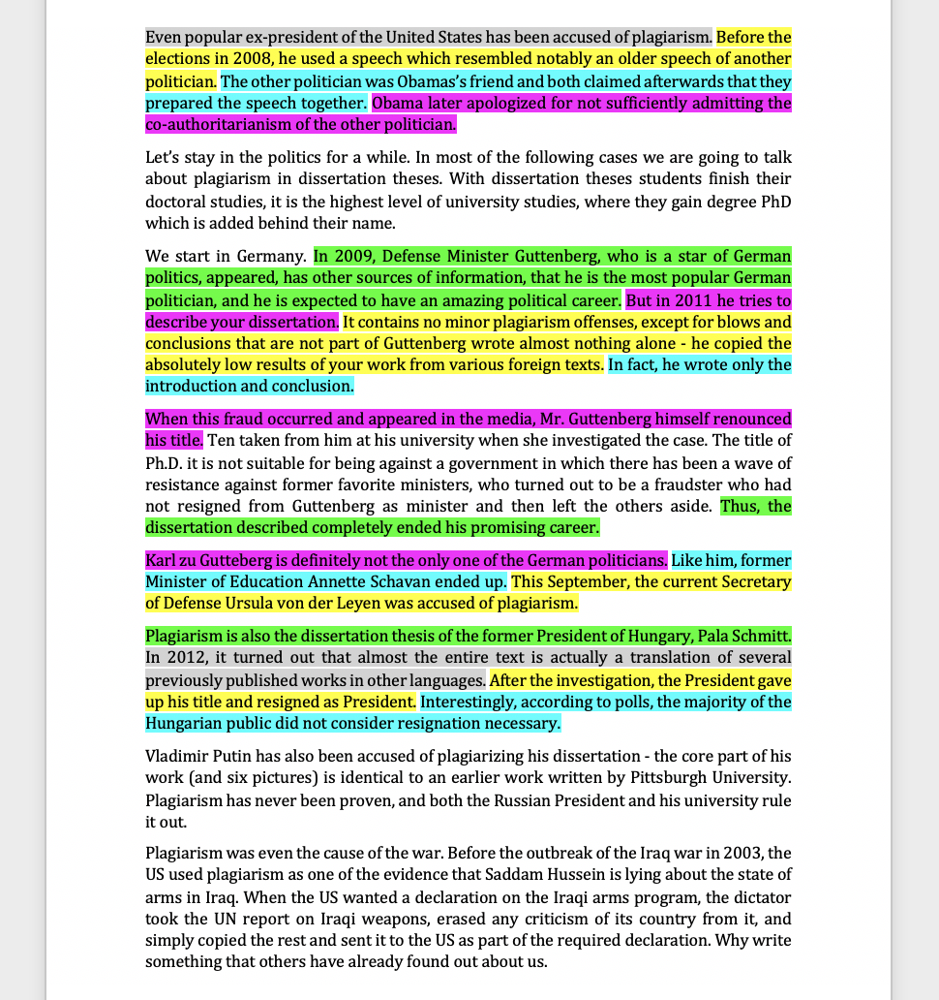 Even popular ex-president of the United States has been accused of plagiarism. Before the
elections in 2008, he used a speech which resembled notably an older speech of another
politician. The other politician was Obamas’s friend and both claimed afterwards that they
prepared the speech together. Obama later apologized for not sufficiently admitting the
co-authoritarianism of the other politician.
Let’s stay in the politics for a while. In most of the following cases we are going to talk
about plagiarism in dissertation theses. With dissertation theses students finish their
doctoral studies, it is the highest level of university studies, where they gain degree PhD
which is added behind their name.
We start in Germany. In 2009, Defense Minister Guttenberg, who is a star of German
politics, appeared, has other sources of information, that he is the most popular German
politician, and he is expected to have an amazing political career. But in 2011 he tries to
describe your dissertation. It contains no minor plagiarism offenses, except for blows and
conclusions that are not part of Guttenberg wrote almost nothing alone - he copied the
absolutely low results of your work from various foreign texts. In fact, he wrote only the
introduction and conclusion.
When this fraud occurred and appeared in the media, Mr. Guttenberg himself renounced
his title. Ten taken from him at his university when she investigated the case. The title of
Ph.D. it is not suitable for being against a government in which there has been a wave of
resistance against former favorite ministers, who turned out to be a fraudster who had
not resigned from Guttenberg as minister and then left the others aside. Thus, the
dissertation described completely ended his promising career.
Karl zu Gutteberg is definitely not the only one of the German politicians. Like him, former
Minister of Education Annette Schavan ended up. This September, the current Secretary
of Defense Ursula von der Leyen was accused of plagiarism.
Plagiarism is also the dissertation thesis of the former President of Hungary, Pala Schmitt.
In 2012, it turned out that almost the entire text is actually a translation of several
previously published works in other languages. After the investigation, the President gave
up his title and resigned as President. Interestingly, according to polls, the majority of the
Hungarian public did not consider resignation necessary.
Vladimir Putin has also been accused of plagiarizing his dissertation - the core part of his
work (and six pictures) is identical to an earlier work written by Pittsburgh University.
Plagiarism has never been proven, and both the Russian President and his university rule
it out.
Plagiarism was even the cause of the war. Before the outbreak of the Iraq war in 2003, the
US used plagiarism as one of the evidence that Saddam Hussein is lying about the state of
arms in Iraq. When the US wanted a declaration on the Iraqi arms program, the dictator
took the UN report on Iraqi weapons, erased any criticism of its country from it, and
simply copied the rest and sent it to the US as part of the required declaration. Why write
something that others have already found out about us.